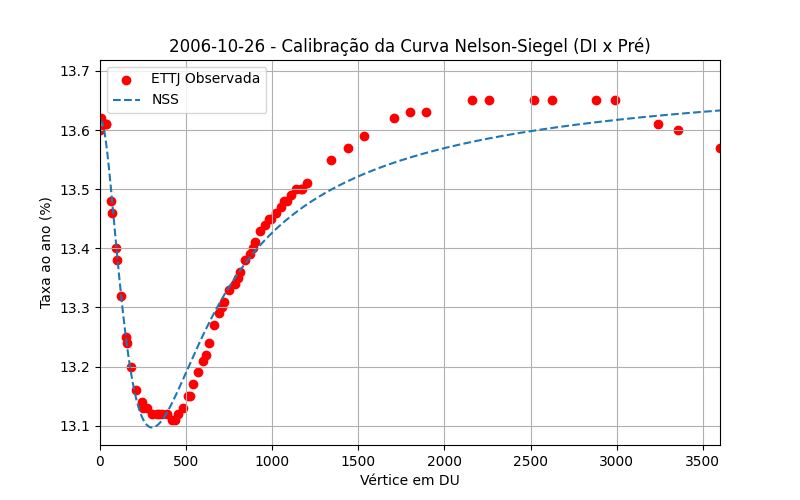 2006-10-26 - Calibração da Curva Nelson-Siegel (DI x Pré)
ETTJ Observada
NSS
Taxa ao ano (%)
13.7
13.6
13.5
13.4
13.3
13.2
13.1
0 500 1000 1500 2000 2500 3000 3500
Vértice em DU